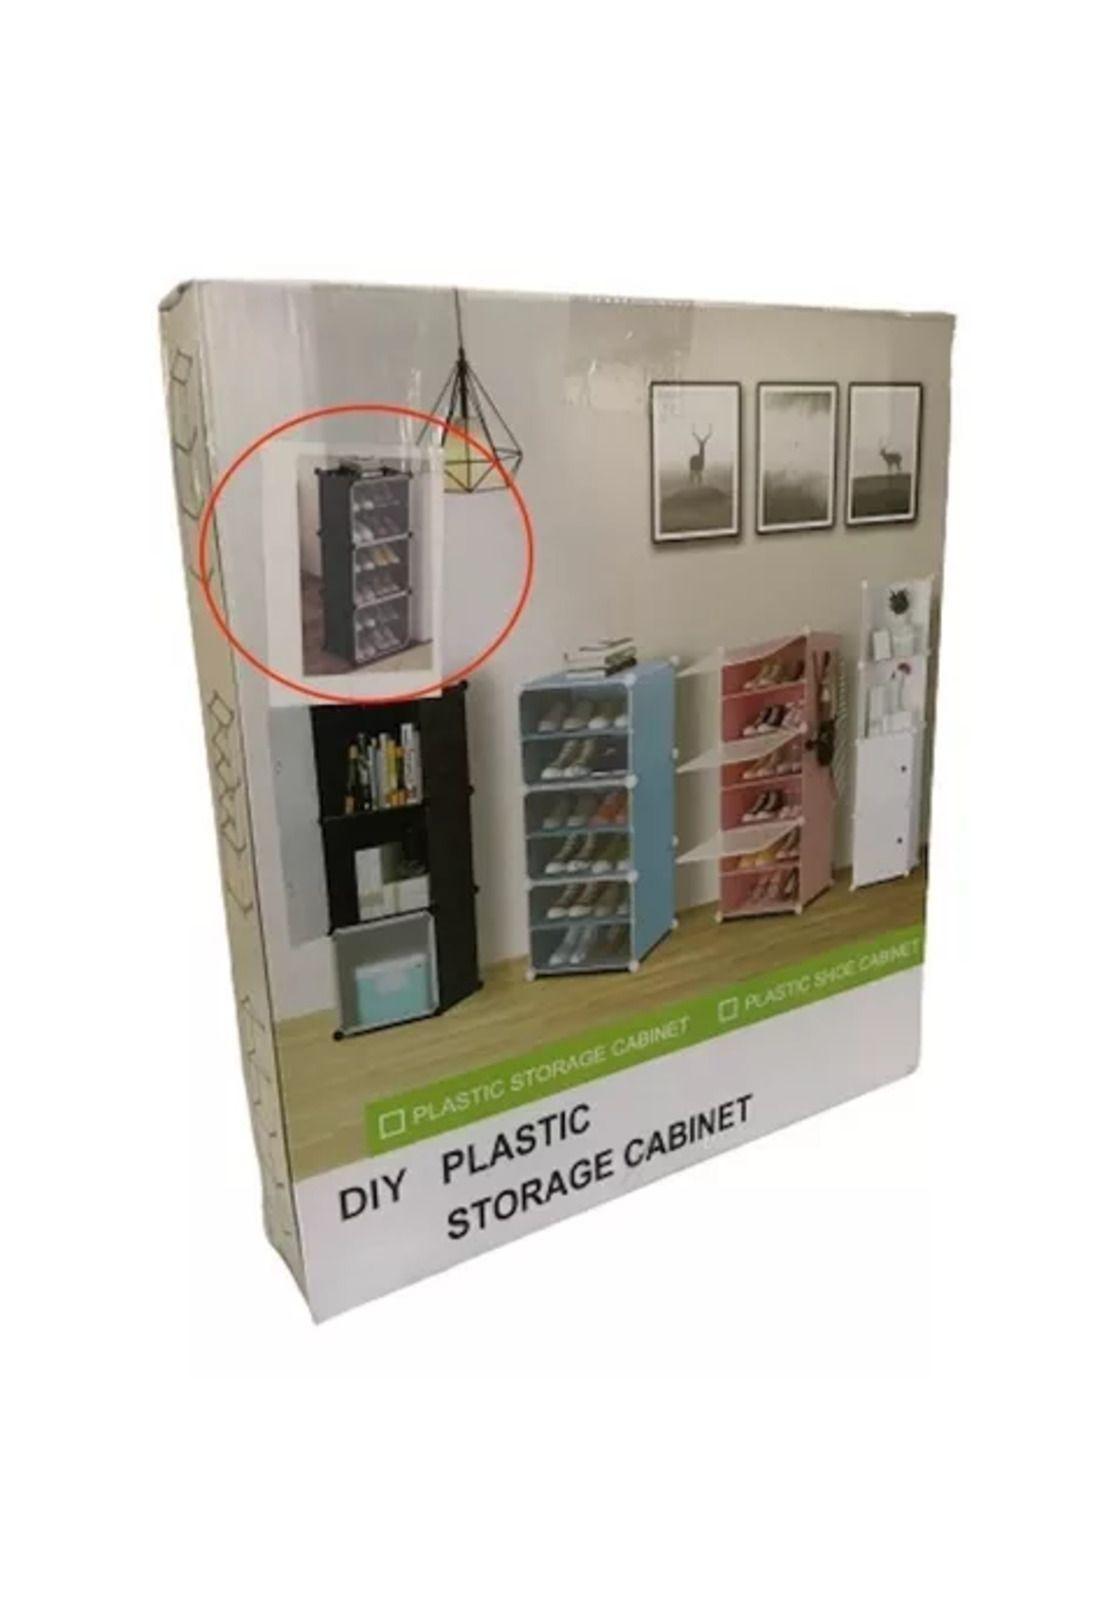 ☐ PLASTIC STORAGE CABINET ☐ PLASTIC SHOE CABINET
DIY PLASTIC
STORAGE CABINET